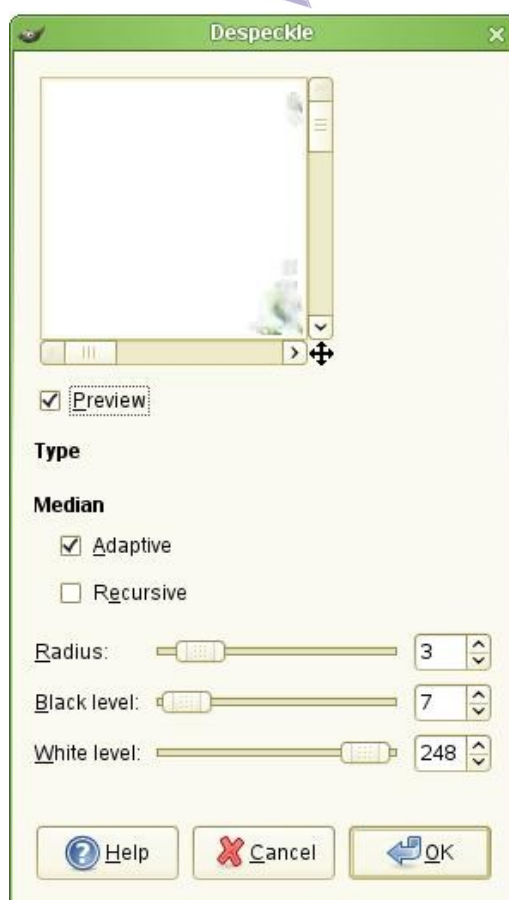 Despeckle
Preview
Type
Median
Adaptive
Recursive
Radius: 3
Black level: 7
White level: 248
Help Cancel OK